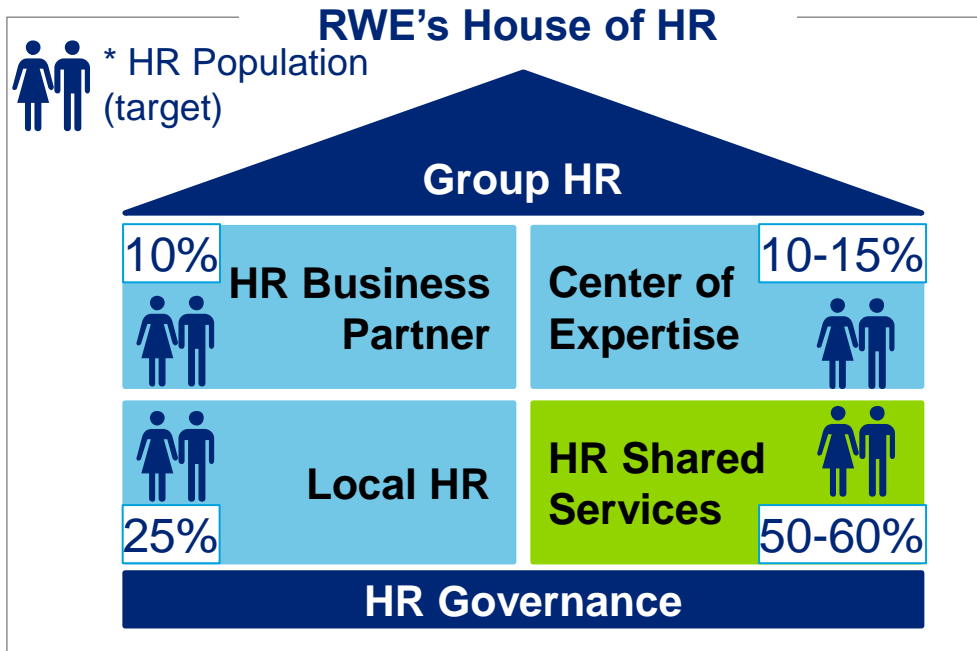 RWE's House of HR
* HR Population
(target)
Group HR
10%
HR Business
Partner
10-15%
Center of
Expertise
Local HR
25%
HR Shared
Services
50-60%
HR Governance